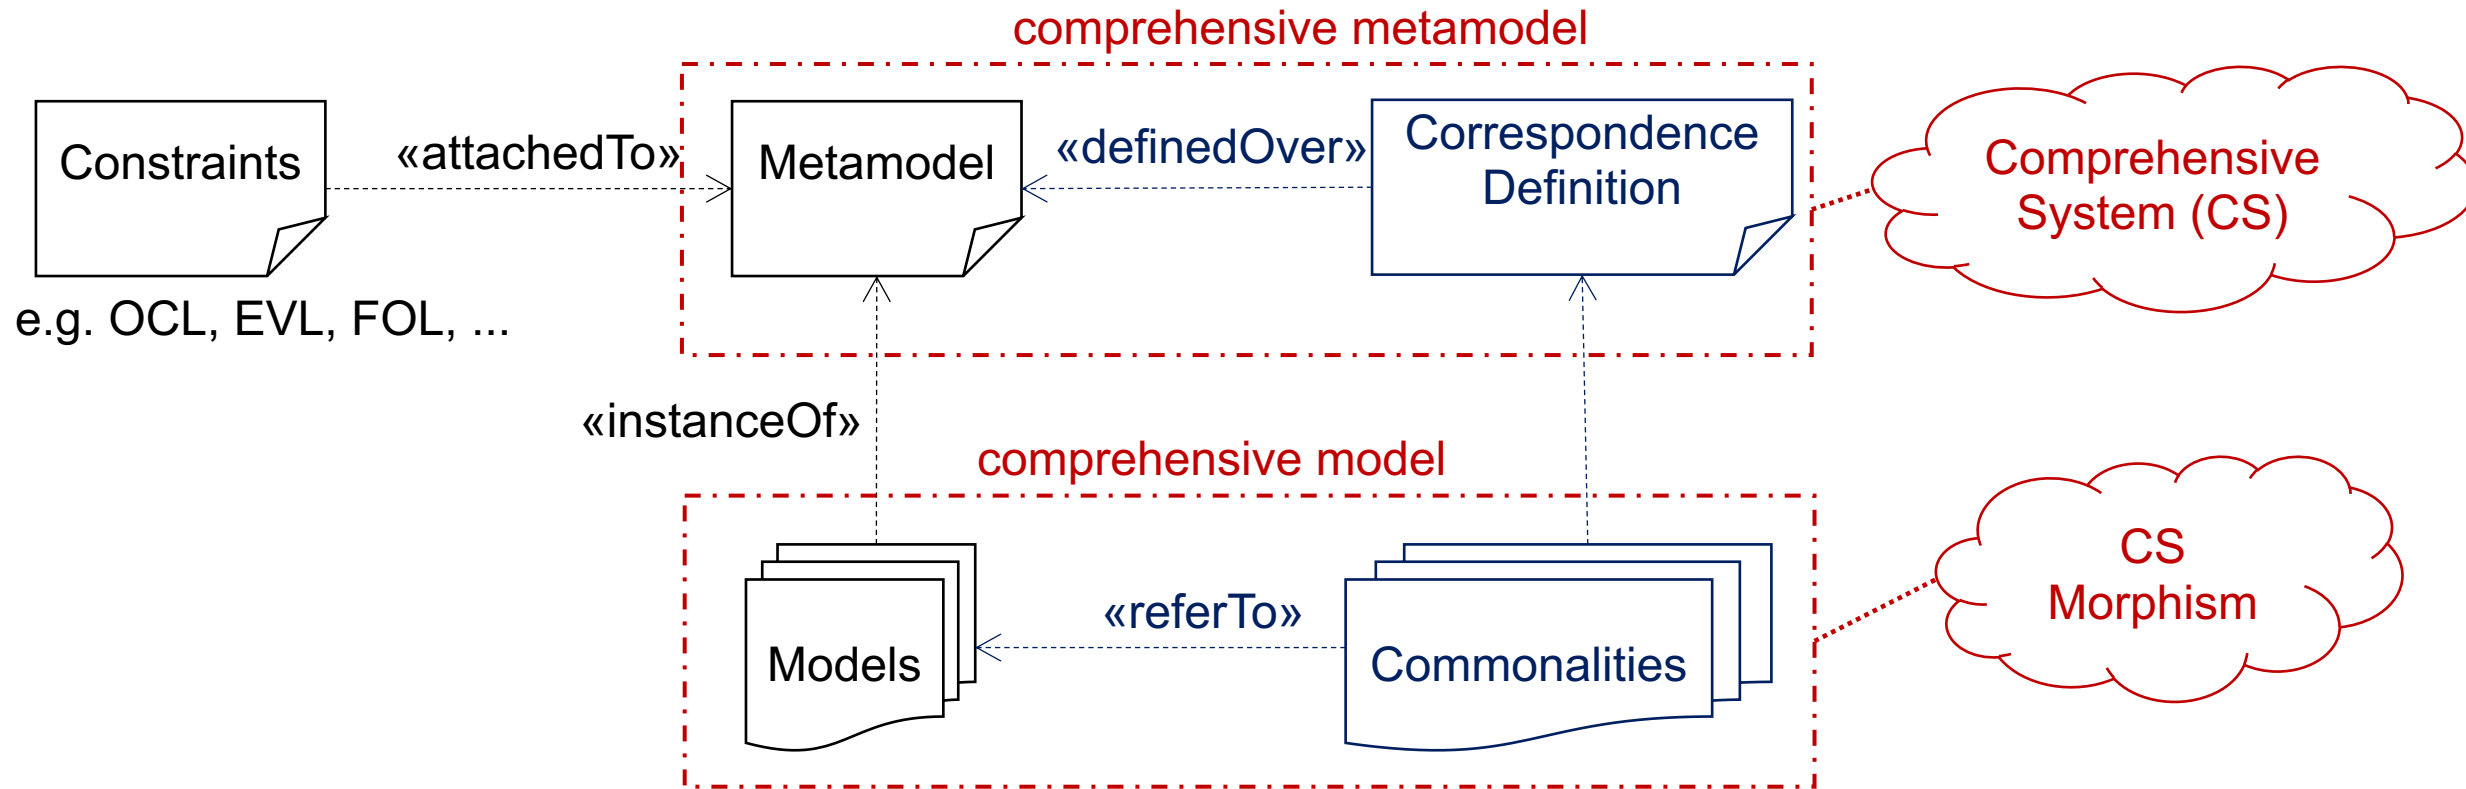 comprehensive metamodel
Constraints
«attachedTo»
Metamodel
«definedOver»
Correspondence
Definition
Comprehensive
System (CS)
e.g. OCL, EVL, FOL, ...
«instanceOf»
comprehensive model
Models
«referTo»
Commonalities
CS
Morphism